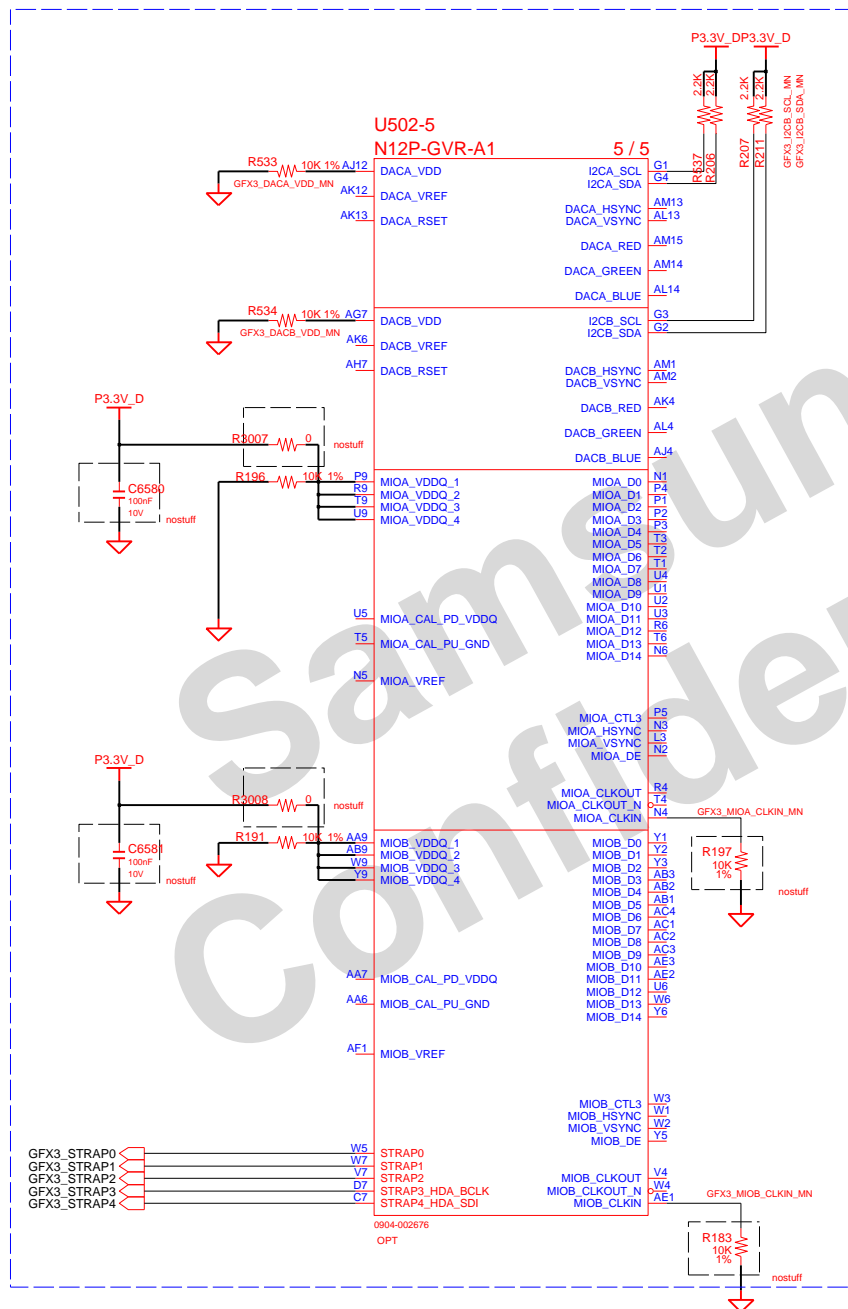 P3.3V_D
P3.3V_D
2.2K
2.2K
2.2K
2.2K
R537
R206
R207
R211
GFX3_I2CB_SCL_MN
GFX3_I2CB_SDA_MN
U502-5
N12P-GVR-A1
5 / 5
R533
10K 1%
AJ12
DACA_VDD
GFX3_DACA_VDD_MN
AK12
DACA_VREF
AK13
DACA_RSET
I2CA_SCL
G1
I2CA_SDA
G4
DACA_HSYNC
AM13
DACA_VSYNC
AL13
DACA_RED
AM15
DACA_GREEN
AM14
DACA_BLUE
AL14
R534
10K 1%
AG7
DACB_VDD
GFX3_DACB_VDD_MN
AK6
DACB_VREF
AH7
DACB_RSET
I2CB_SCL
G3
I2CB_SDA
G2
DACB_HSYNC
AM1
DACB_VSYNC
AM2
DACB_RED
AK4
DACB_GREEN
AL4
DACB_BLUE
AJ4
P3.3V_D
R3007
0
nostuff
C6580
100nF
10V
nostuff
R196
10K 1%
P9
MIOA_VDDQ_1
R9
MIOA_VDDQ_2
T9
MIOA_VDDQ_3
U9
MIOA_VDDQ_4
U5
MIOA_CAL_PD_VDDQ
T5
MIOA_CAL_PU_GND
N5
MIOA_VREF
MIOA_D0
N1
MIOA_D1
P4
MIOA_D2
P1
MIOA_D3
P2
MIOA_D4
P3
MIOA_D5
T3
MIOA_D6
T2
MIOA_D7
T1
MIOA_D8
U4
MIOA_D9
U1
MIOA_D10
U2
MIOA_D11
U3
MIOA_D12
R6
MIOA_D13
T6
MIOA_D14
N6
MIOA_CTL3
P5
MIOA_HSYNC
N3
MIOA_VSYNC
L3
MIOA_DE
N2
MIOA_CLKOUT
R4
MIOA_CLKOUT_N
T4
MIOA_CLKIN
N4
GFX3_MIOA_CLKIN_MN
R197
10K
1%
nostuff
P3.3V_D
R3008
0
nostuff
C6581
100nF
10V
nostuff
R191
10K 1%
AA9
MIOB_VDDQ_1
AB9
MIOB_VDDQ_2
W9
MIOB_VDDQ_3
Y9
MIOB_VDDQ_4
AA7
MIOB_CAL_PD_VDDQ
AA6
MIOB_CAL_PU_GND
AF1
MIOB_VREF
MIOB_D0
Y1
MIOB_D1
Y2
MIOB_D2
Y3
MIOB_D3
AB3
MIOB_D4
AB2
MIOB_D5
AB1
MIOB_D6
AC4
MIOB_D7
AC1
MIOB_D8
AC2
MIOB_D9
AC3
MIOB_D10
AE3
MIOB_D11
AE2
MIOB_D12
U6
MIOB_D13
W6
MIOB_D14
Y6
MIOB_CTL3
W3
MIOB_HSYNC
W1
MIOB_VSYNC
W2
MIOB_DE
Y5
MIOB_CLKOUT
V4
MIOB_CLKOUT_N
W4
MIOB_CLKIN
AE1
GFX3_MIOB_CLKIN_MN
R183
10K
1%
nostuff
GFX3_STRAP0
W5
STRAP0
GFX3_STRAP1
W7
STRAP1
GFX3_STRAP2
V7
STRAP2
GFX3_STRAP3
D7
STRAP3_HDA_BCLK
GFX3_STRAP4
C7
STRAP4_HDA_SDI
0904-002676
OPT
Samsun
Confiden